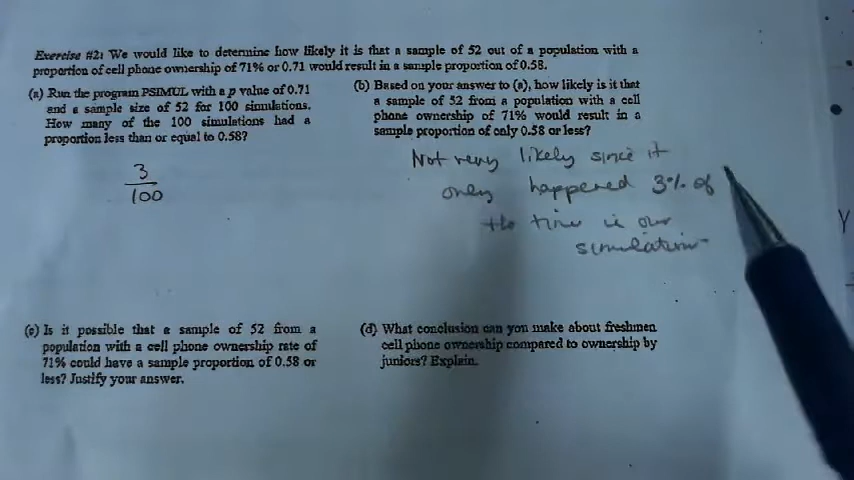 Exercise #2: We would like to determine how likely it is that a sample of 52 out of a population with a
proportion of cell phone ownership of 71% or 0.71 would result in a sample proportion of 0.58.
(a) Run the program PSIMUL with a p value of 0.71
and a sample size of 52 for 100 simulations.
How many of the 100 simulations had a
proportion less than or equal to 0.58?
3
100
(b) Based on your answer to (a), how likely is it that
a sample of 52 from a population with a cell
phone ownership of 71% would result in a
sample proportion of only 0.58 or less?
Not very likely since it
only happened 3% of
the time in our
simulation
(c) Is it possible that a sample of 52 from a
population with a cell phone ownership rate of
71% could have a sample proportion of 0.58 or
less? Justify your answer.
(d) What conclusion can you make about freshmen
cell phone ownership compared to ownership by
juniors? Explain.
Y